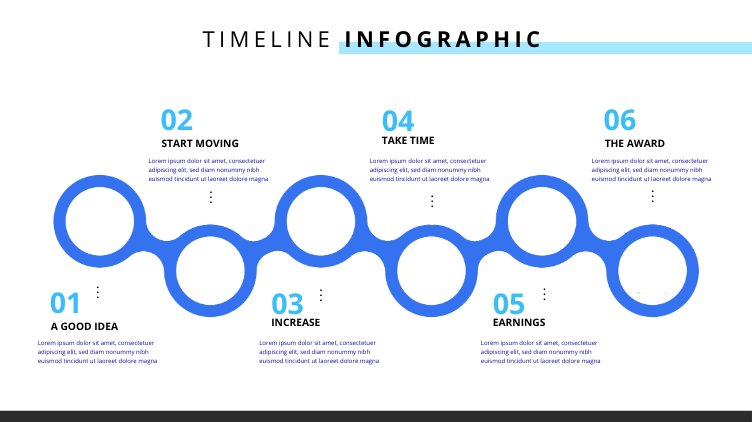 TIMELINE INFOGRAPHIC
02
START MOVING
Lorem ipsum dolor sit amet, consectetuer
adipiscing elit, sed diam nonummy nibh
euismod tincidunt ut laoreet dolore magna
04
TAKE TIME
Lorem ipsum dolor sit amet, consectetuer
adipiscing elit, sed diam nonummy nibh
euismod tincidunt ut laoreet dolore magna
06
THE AWARD
Lorem ipsum dolor sit amet, consectetuer
adipiscing elit, sed diam nonummy nibh
euismod tincidunt ut laoreet dolore magna
01
A GOOD IDEA
Lorem ipsum dolor sit amet, consectetuer
adipiscing elit, sed diam nonummy nibh
euismod tincidunt ut laoreet dolore magna
03
INCREASE
Lorem ipsum dolor sit amet, consectetuer
adipiscing elit, sed diam nonummy nibh
euismod tincidunt ut laoreet dolore magna
05
EARNINGS
Lorem ipsum dolor sit amet, consectetuer
adipiscing elit, sed diam nonummy nibh
euismod tincidunt ut laoreet dolore magna